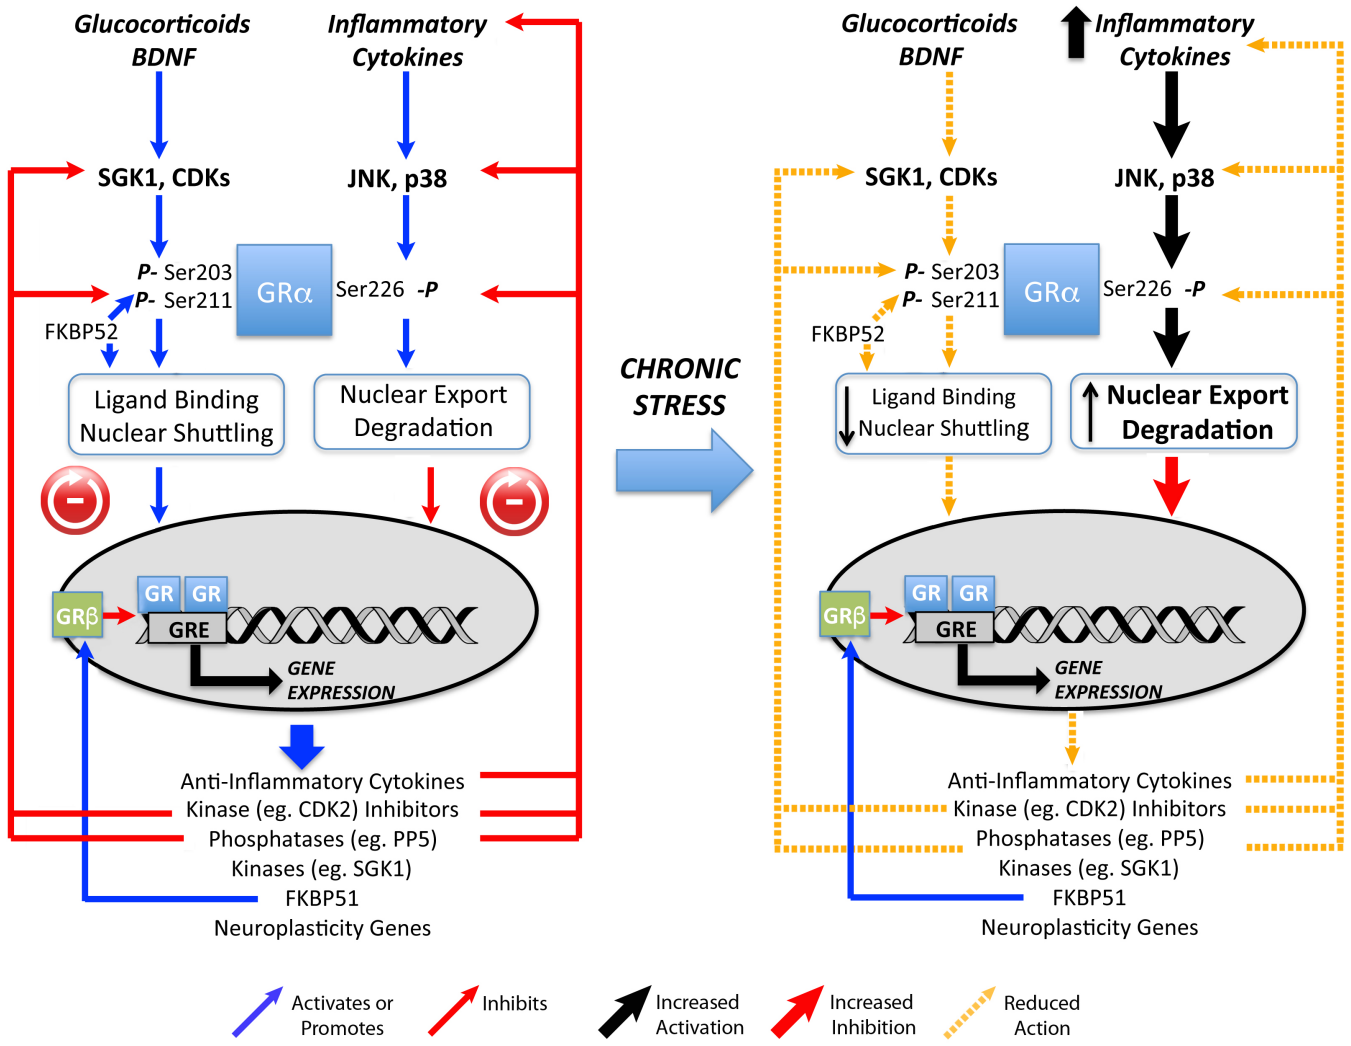 Glucocorticoids
BDNF
Inflammatory
Cytokines
SGK1, CDKs
JNK, p38
P- Ser203
P- Ser211
GRα
Ser226 -P
FKBP52
Ligand Binding
Nuclear Shuttling
Nuclear Export
Degradation
-
-
GRβ
GR GR
GRE
GENE
EXPRESSION
Anti-Inflammatory Cytokines
Kinase (eg. CDK2) Inhibitors
Phosphatases (eg. PP5)
Kinases (eg. SGK1)
FKBP51
Neuroplasticity Genes
CHRONIC
STRESS
Glucocorticoids
BDNF
Inflammatory
Cytokines
SGK1, CDKs
JNK, p38
P- Ser203
P- Ser211
GRα
Ser226 -P
FKBP52
Ligand Binding
Nuclear Shuttling
Nuclear Export
Degradation
GRβ
GR GR
GRE
GENE
EXPRESSION
Anti-Inflammatory Cytokines
Kinase (eg. CDK2) Inhibitors
Phosphatases (eg. PP5)
Kinases (eg. SGK1)
FKBP51
Neuroplasticity Genes
Activates or
Promotes
Inhibits
Increased
Activation
Increased
Inhibition
Reduced
Action